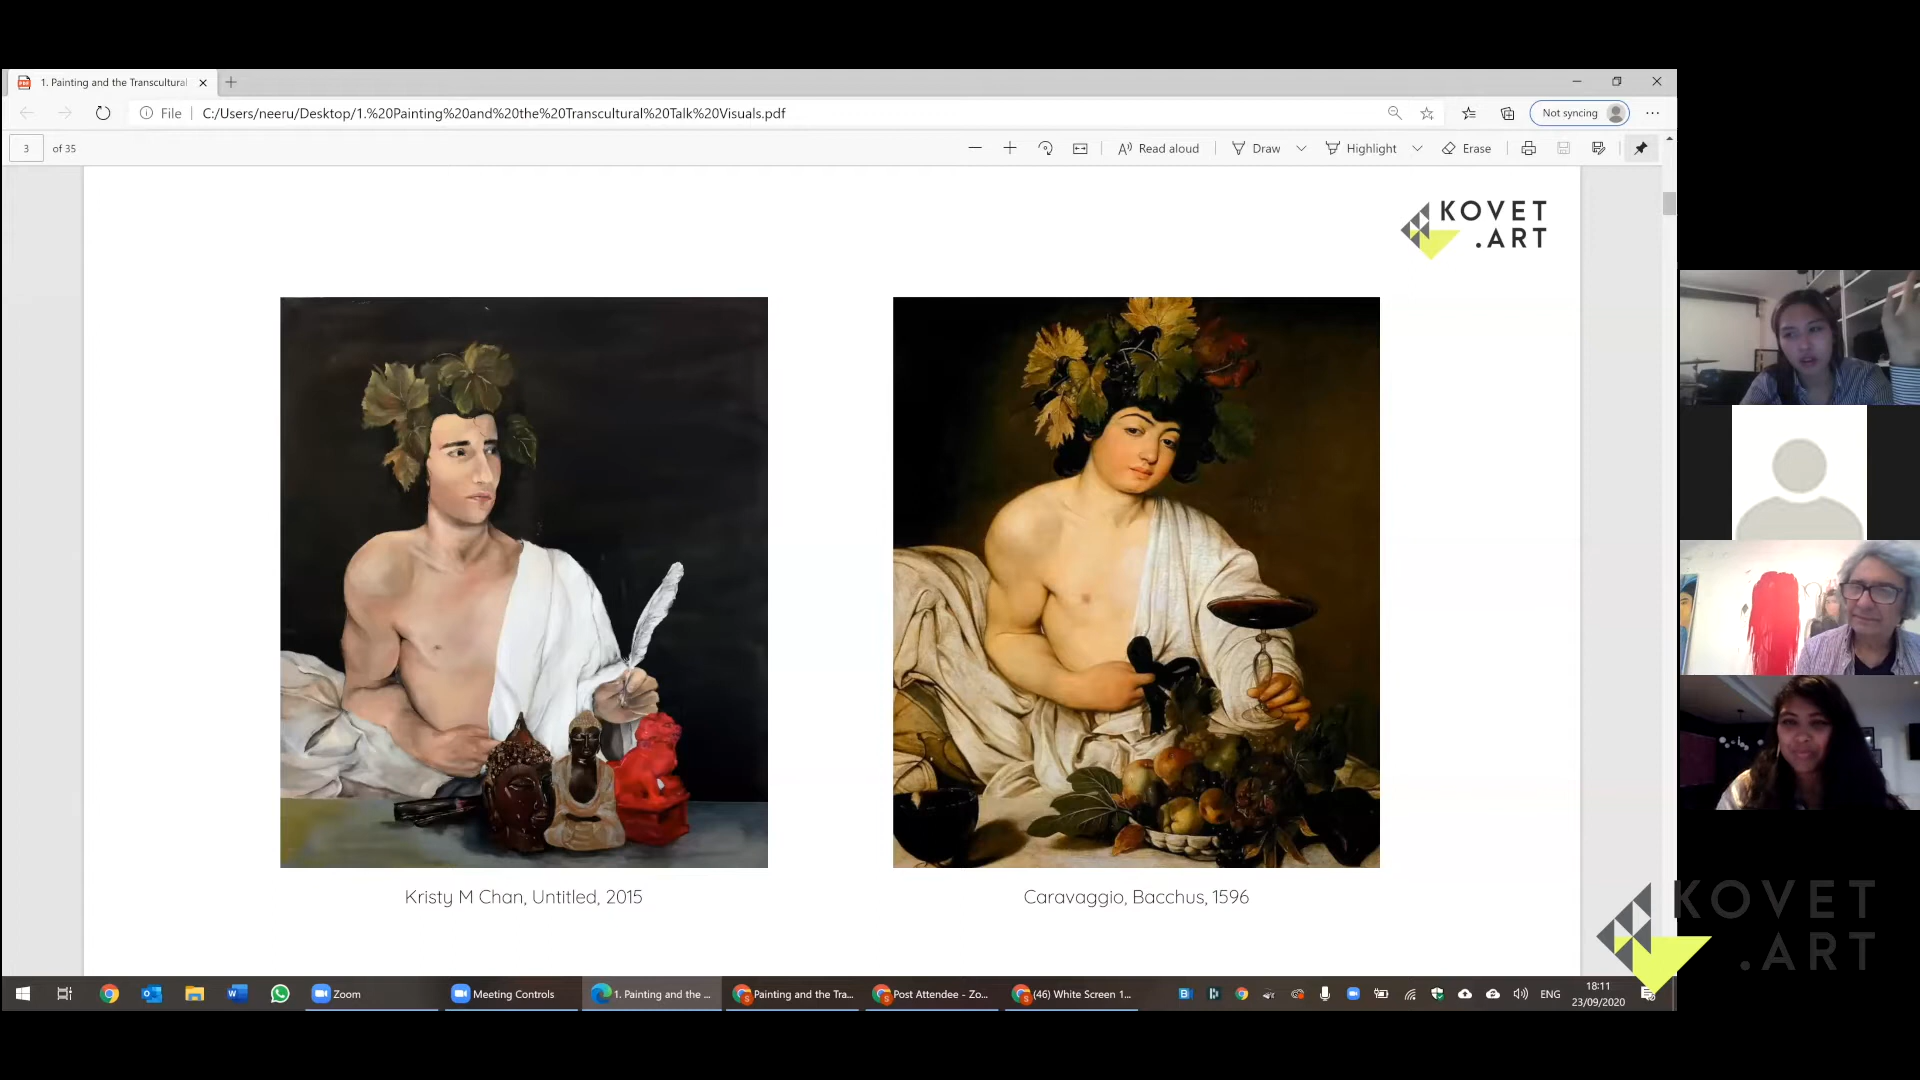 1. Painting and the Transcultural
File
C:/Users/neeru/Desktop/1.%20Painting%20and%20the%20Transcultural%20Talk%20Visuals.pdf
Not syncing
3 of 35
Read aloud
Draw
Highlight
Erase
KOVET
.ART
Kristy M Chan, Untitled, 2015
Caravaggio, Bacchus, 1596
KOVET
.ART
Zoom
Meeting Controls
1. Painting and the ...
Painting and the Tra...
Post Attendee - Zo...
(46) White Screen 1...
ENG
18:11
23/09/2020